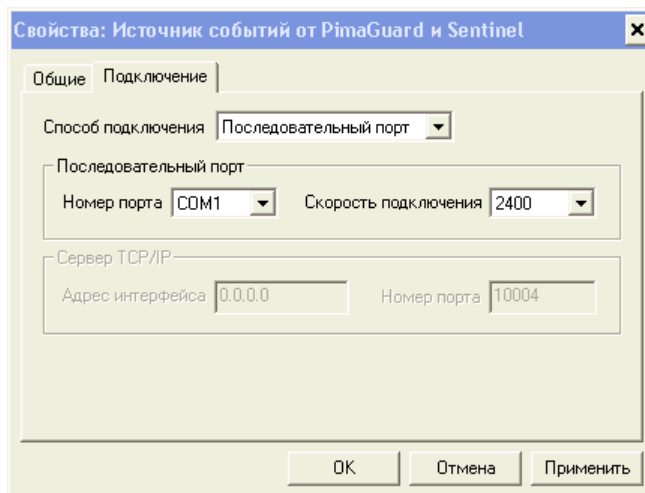 Свойства: Источник событий от PimaGuard и Sentinel
Общие Подключение
Способ подключения Последовательный порт
Последовательный порт
Номер порта COM1 Скорость подключения 2400
Сервер TCP/IP
Адрес интерфейса 0.0.0.0 Номер порта 10004
OK Отмена Применить